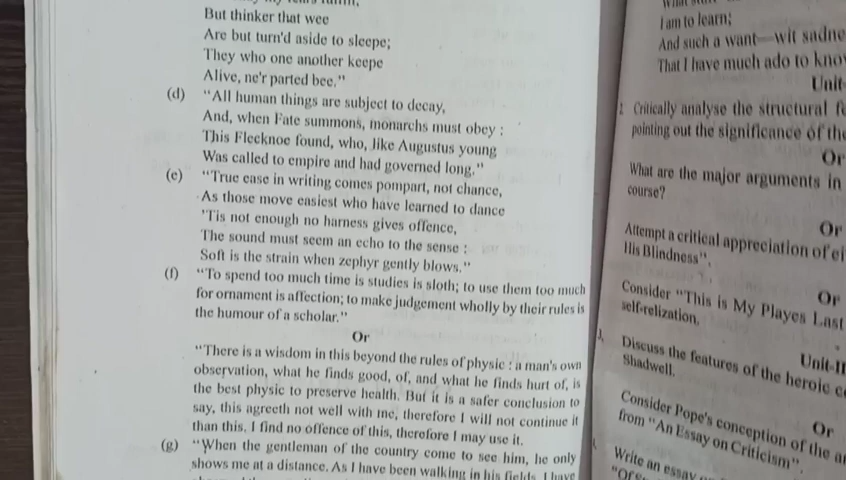 But thinker that wee
Are but turn'd aside to sleepe;
They who one another keepe
Alive, ne'r parted bee."
(d) "All human things are subject to decay,
And, when Fate summons, monarchs must obey :
This Flecknoe found, who, like Augustus young
Was called to empire and had governed long."
(e) "True ease in writing comes pompart, not chance,
As those move easiest who have learned to dance
'Tis not enough no harness gives offence,
The sound must seem an echo to the sense :
Soft is the strain when zephyr gently blows."
(f) "To spend too much time is studies is sloth; to use them too much
for ornament is affection; to make judgement wholly by their rules is
the humour of a scholar."
Or
"There is a wisdom in this beyond the rules of physic : a man's own
observation, what he finds good, of, and what he finds hurt of, is
the best physic to preserve health. But it is a safer conclusion to
say, this agreeth not well with me, therefore I will not continue it
than this. I find no offence of this, therefore I may use it.
(g) "When the gentleman of the country come to see him, he only
shows me at a distance. As I have been walking in his fields, I have
I am to learn;
And such a want—wit sadne
That I have much ado to kno
Unit-
Critically analyse the structural
pointing out the significance of the
Or
What are the major arguments in
course?
Or
Attempt a critical appreciation of
His Blindness".
Or
Consider "This is My Playes Last
self-relization.
Unit-II
Discuss the features of the heroic
Shadwell.
Or
Consider Pope's conception of the
from "An Essay on Criticism".
Write an essay